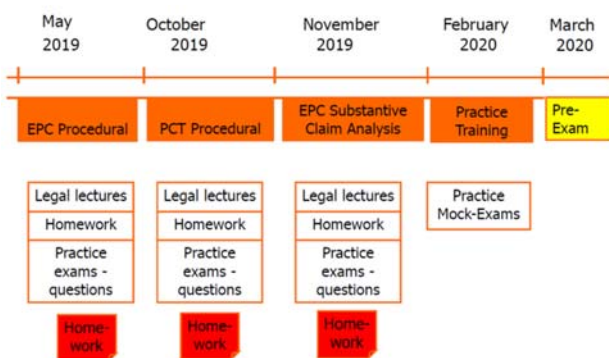 May
2019
October
2019
November
2019
February
2020
March
2020
EPC Procedural
PCT Procedural
EPC Substantive
Claim Analysis
Practice
Training
Pre-
Exam
Legal lectures
Homework
Practice
exams -
questions
Legal lectures
Homework
Practice
exams -
questions
Legal lectures
Homework
Practice
exams -
questions
Practice
Mock-Exams
Home-
work
Home-
work
Home-
work